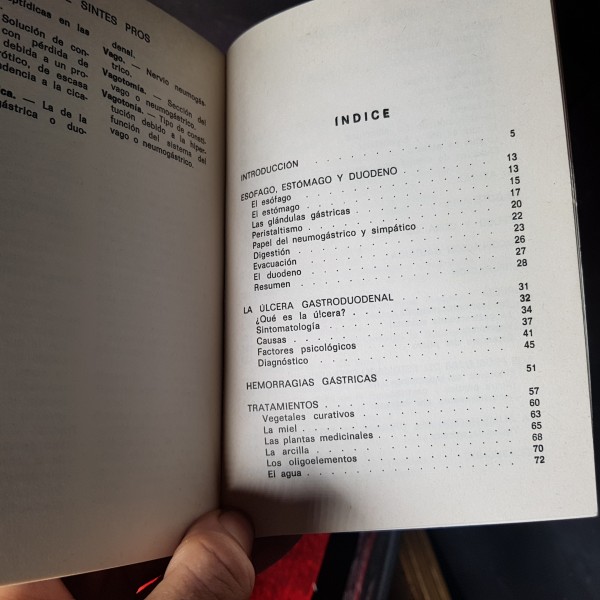 SINTES PROS
ptídicas en las
Solución de con-
con pérdida de
debida a un pro-
rótico, de escasa
dencia a la cica-
ica. — La de la
gástrica o duo-
denal.
Vago. — Nervio neumogás-
trico.
Vagotomía. — Sección del
vago o neumogástrico.
Vagotonía. — Tipo de consti-
tución debido a la hiper-
función del sistema del
vago o neumogástrico.
INDICE
INTRODUCCIÓN 5
ESOFAGO, ESTOMAGO Y DUODENO 13
El esófago 13
El estómago 15
Las glándulas gástricas 17
Peristaltismo 20
Papel del neumogástrico y simpático 22
Digestión 23
Evacuación 26
El duodeno 27
Resumen 28
LA ÚLCERA GASTRODUODENAL 31
¿Qué es la úlcera? 32
Sintomatología 34
Causas 37
Factores psicológicos 41
Diagnóstico 45
HEMORRAGIAS GÁSTRICAS 51
TRATAMIENTOS 57
Vegetales curativos 60
La miel 63
Las plantas medicinales 65
La arcilla 68
Los oligoelementos 70
El agua 72